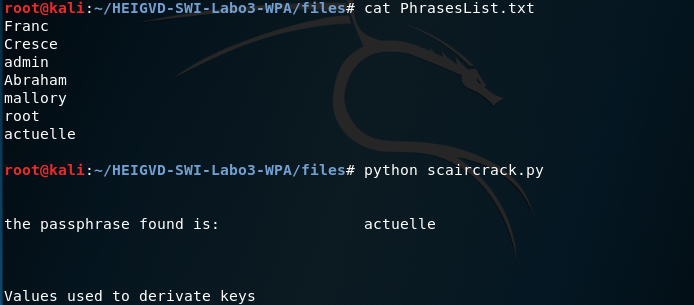 root@kali:~/HEIGVD-SWI-Labo3-WPA/files# cat PhrasesList.txt
Franc
Cresce
admin
Abraham
mallory
root
actuelle
root@kali:~/HEIGVD-SWI-Labo3-WPA/files# python scaircrack.py
the passphrase found is: actuelle
Values used to derivate keys